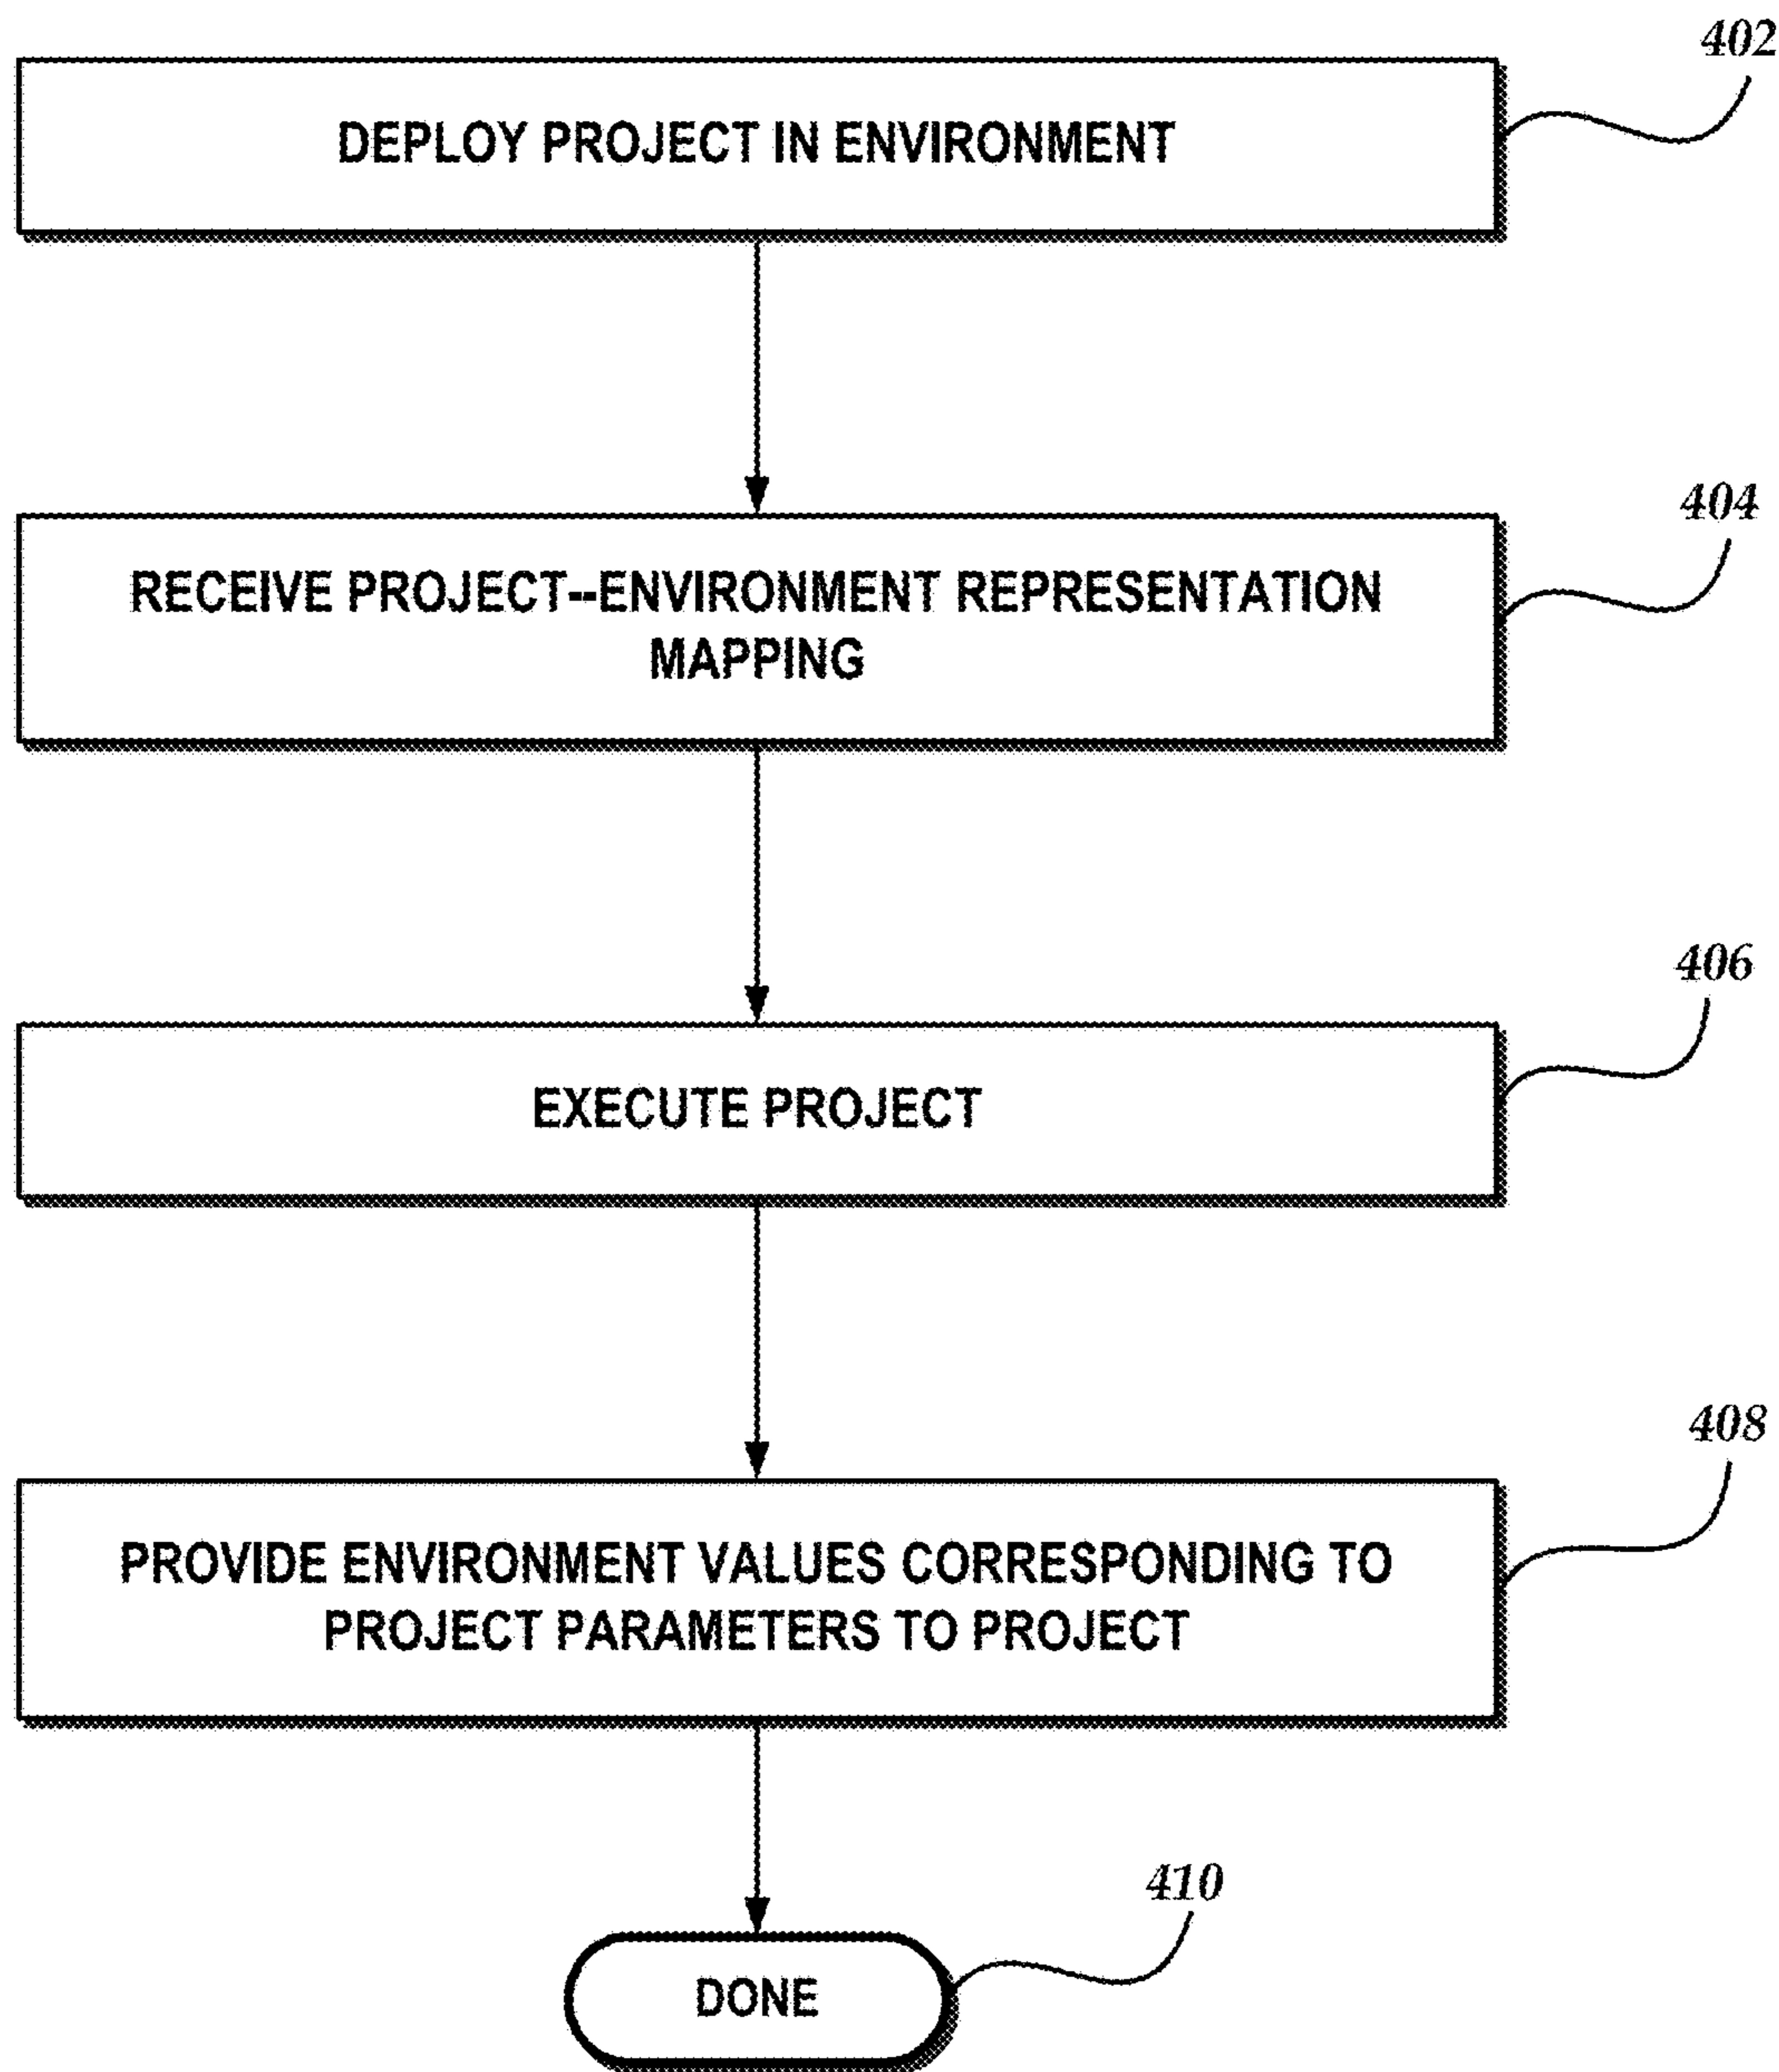 402
DEPLOY PROJECT IN ENVIRONMENT
404
RECEIVE PROJECT--ENVIRONMENT REPRESENTATION
MAPPING
406
EXECUTE PROJECT
408
PROVIDE ENVIRONMENT VALUES CORRESPONDING TO
PROJECT PARAMETERS TO PROJECT
410
DONE